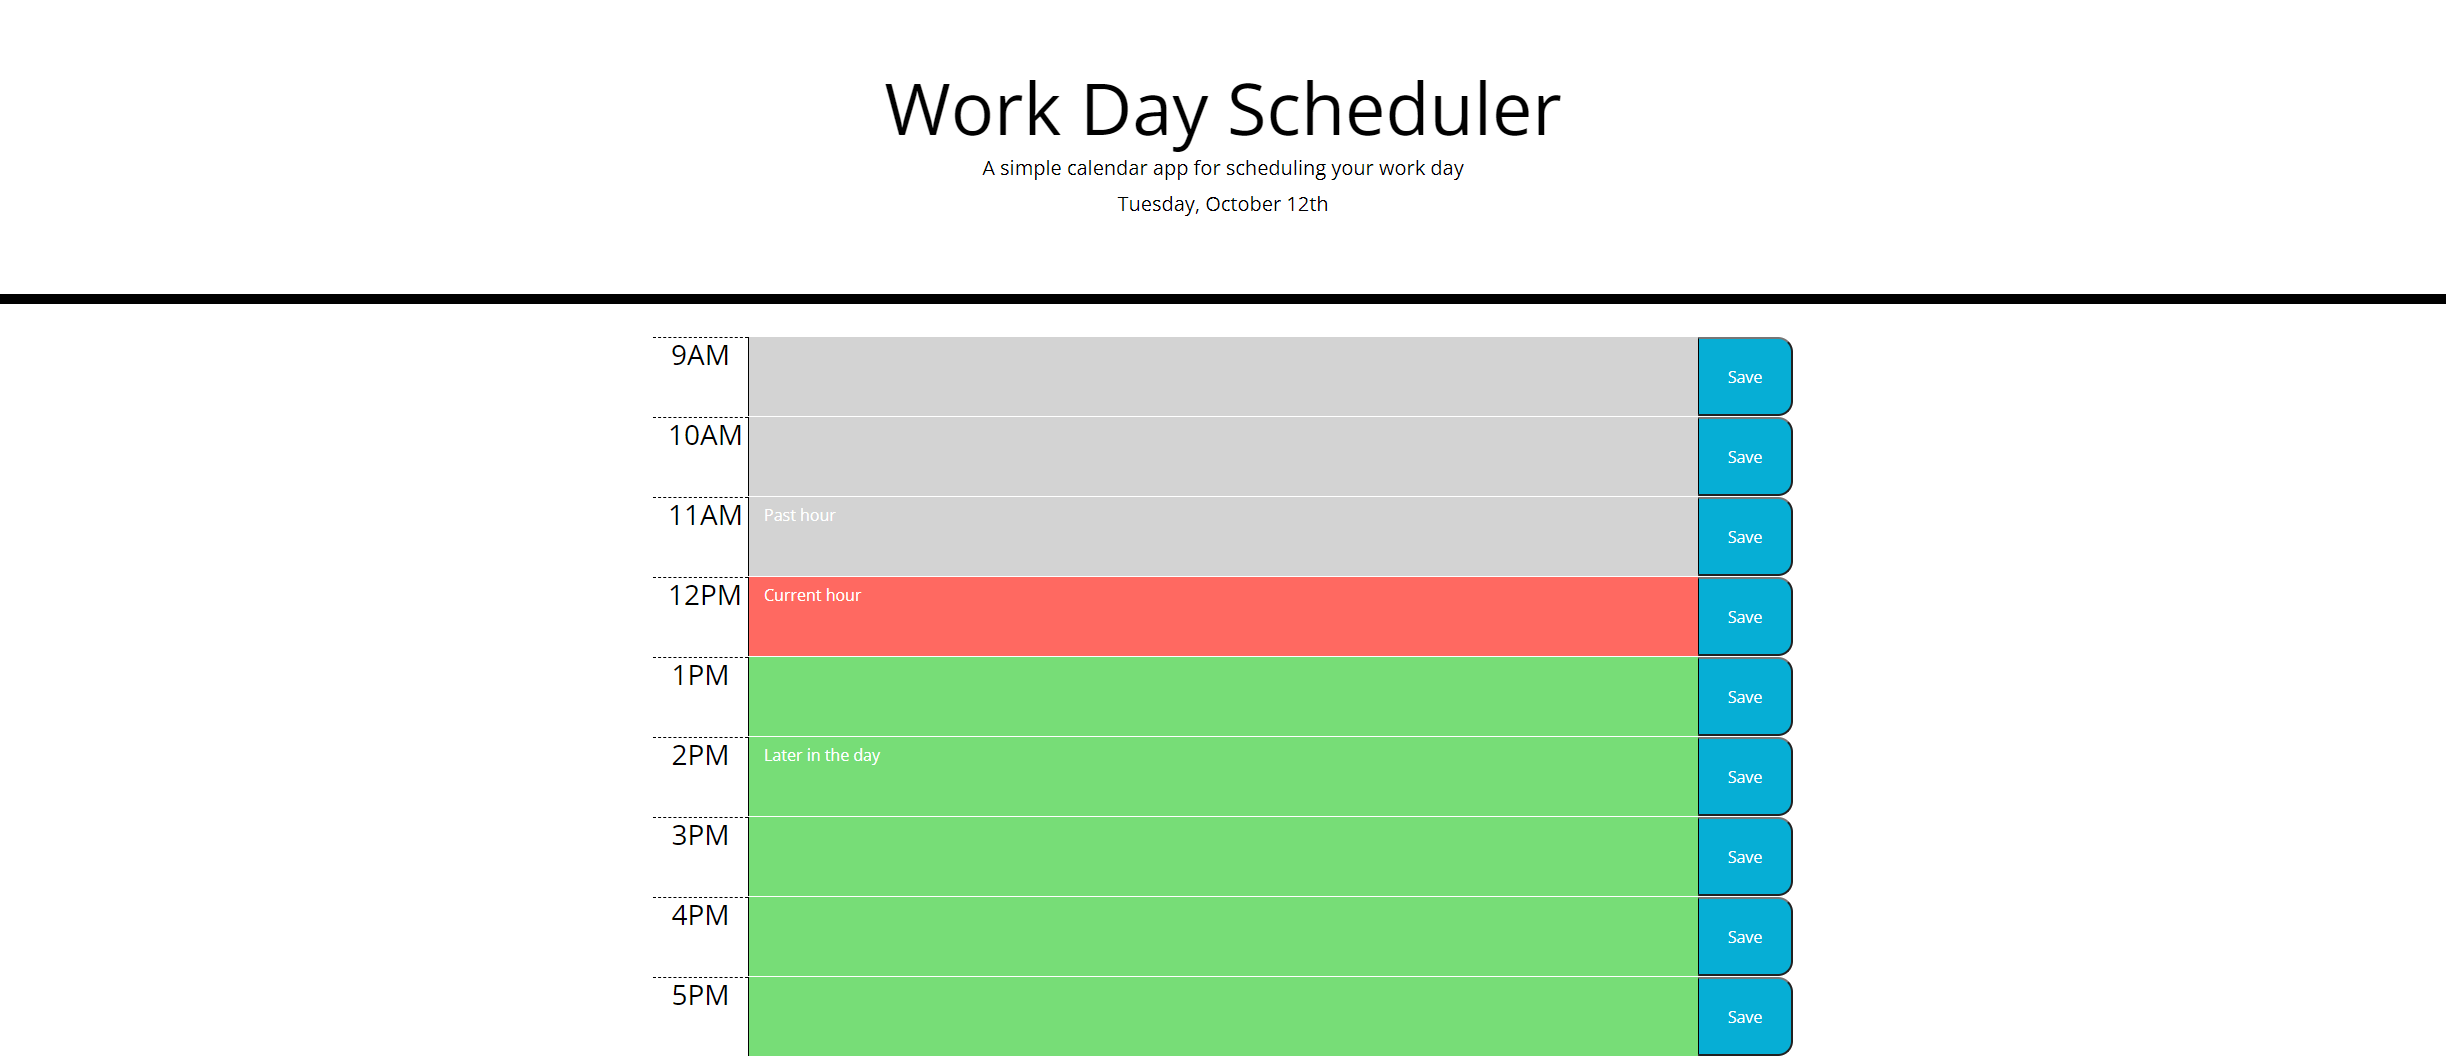 Work Day Scheduler
A simple calendar app for scheduling your work day
Tuesday, October 12th
9AM Save
10AM Save
11AM Past hour Save
12PM Current hour Save
1PM Save
2PM Later in the day Save
3PM Save
4PM Save
5PM Save